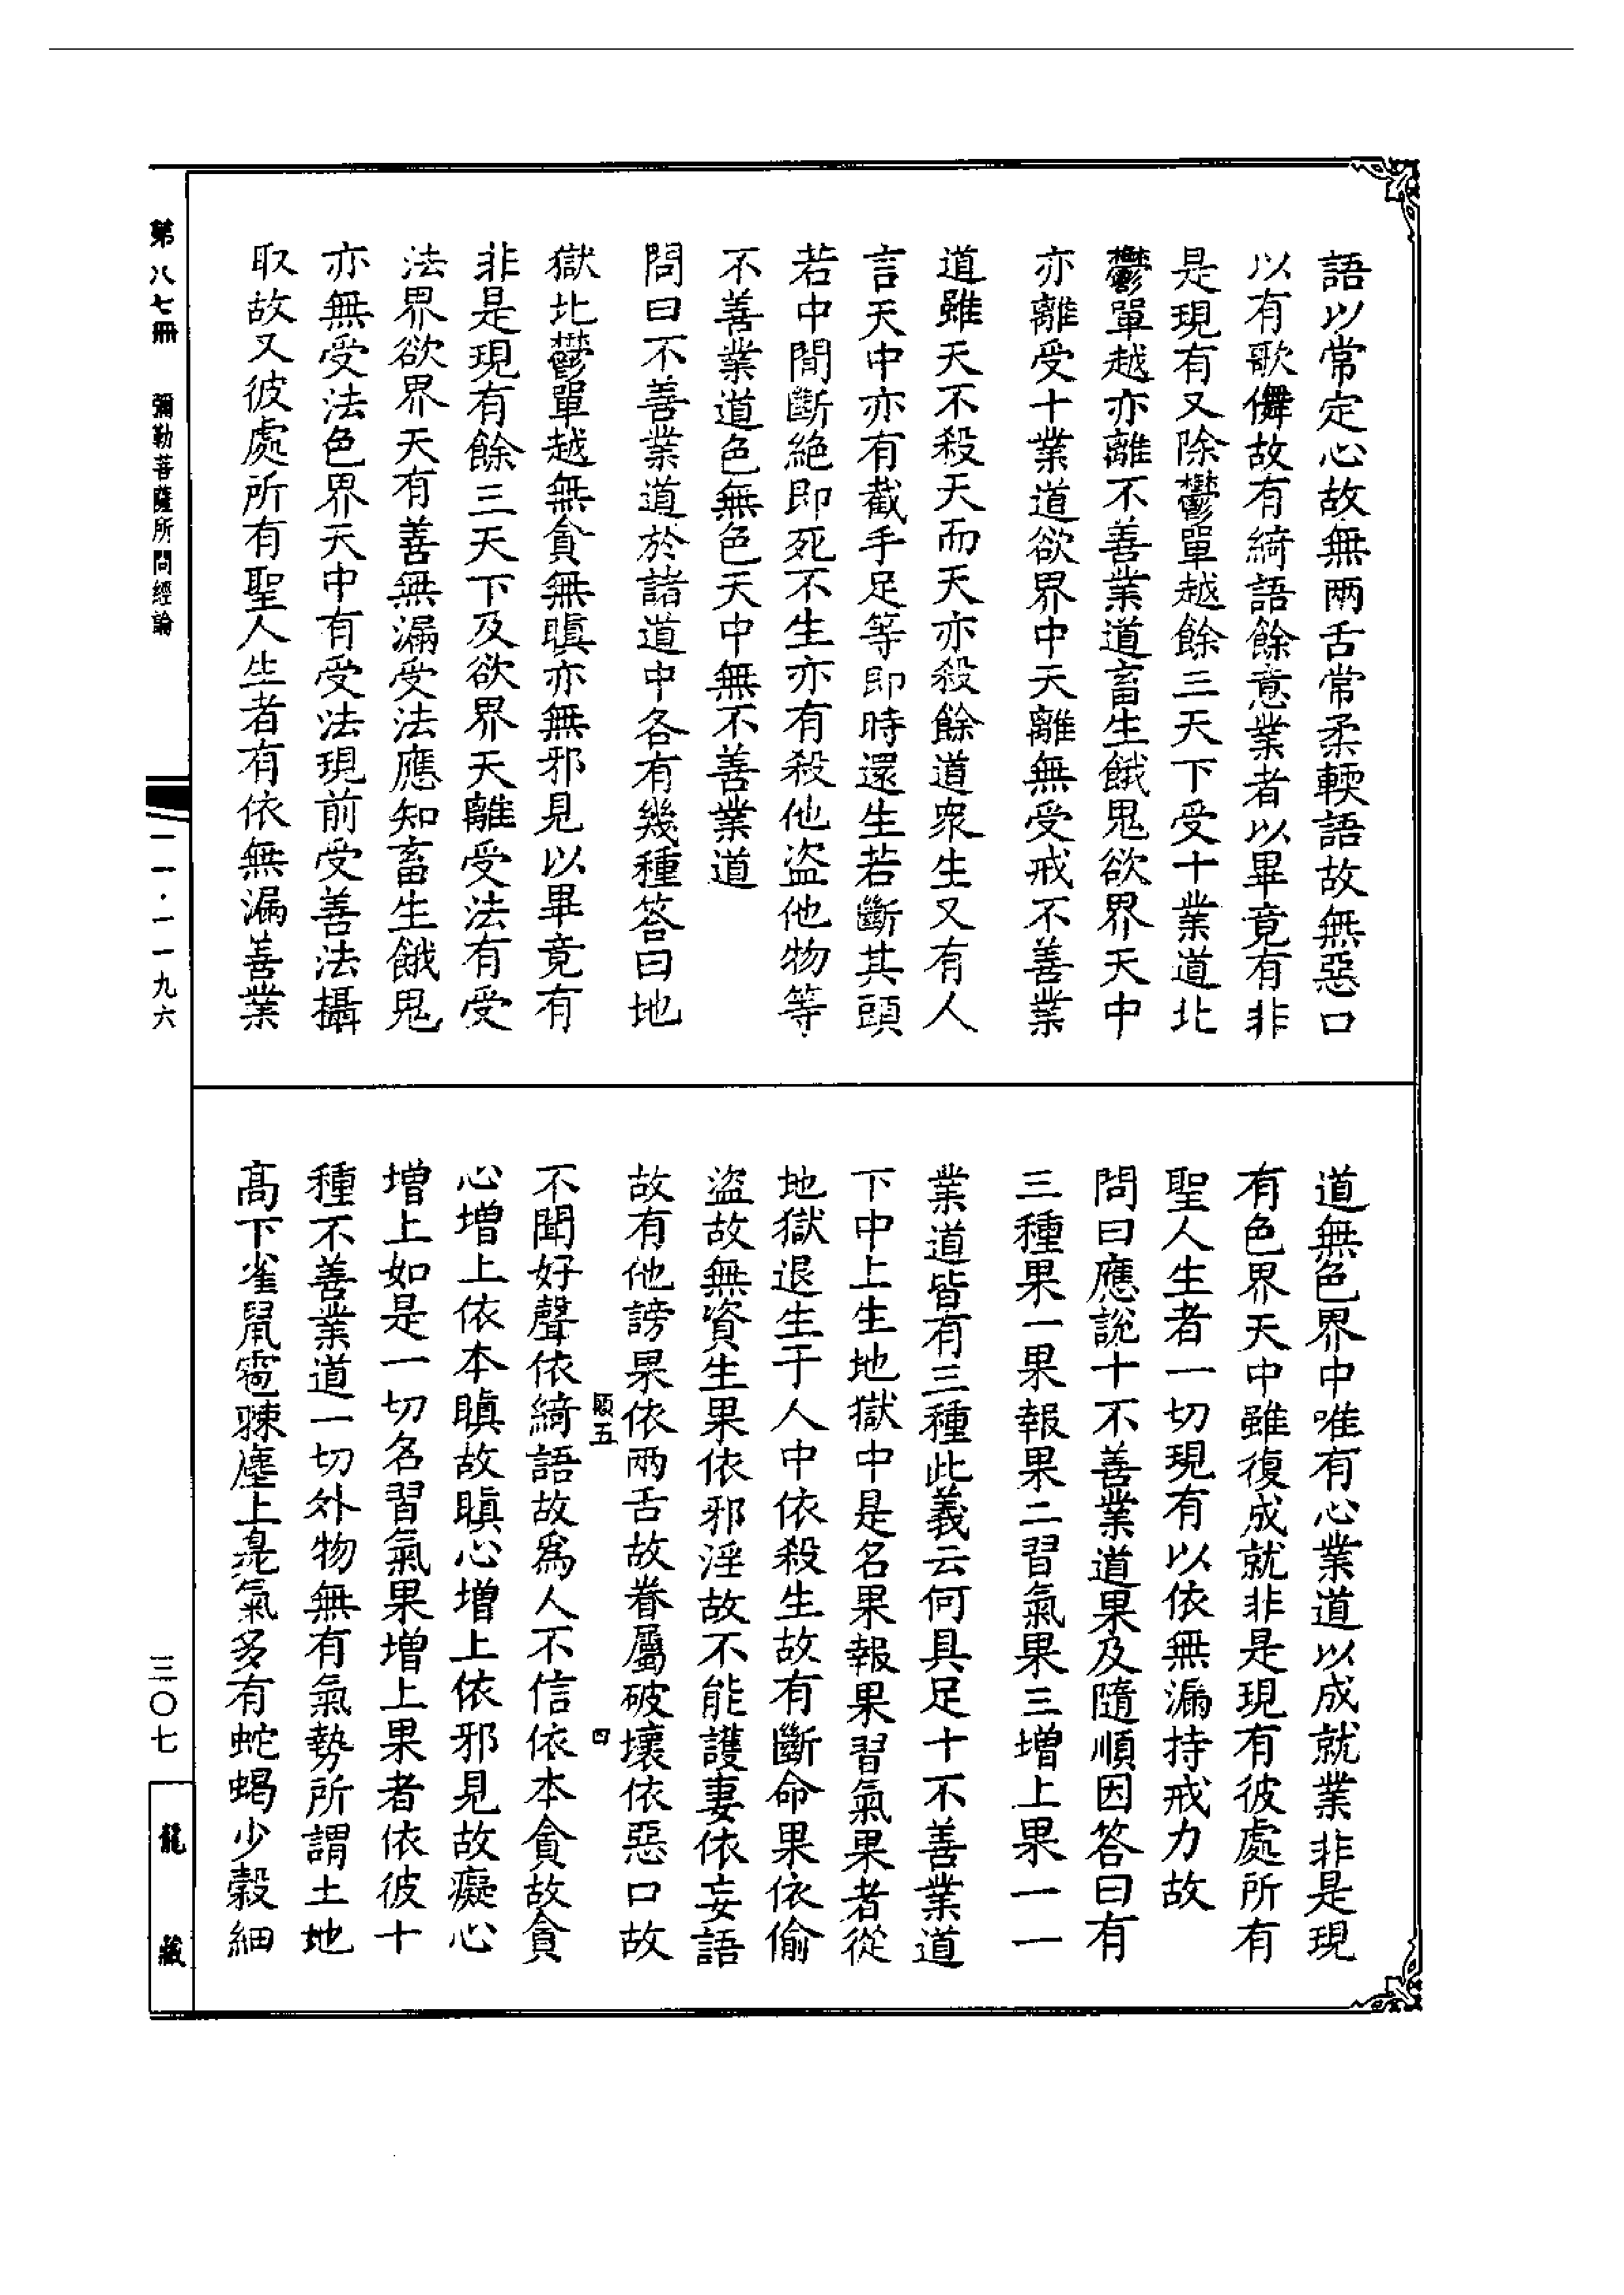 語以常定心故無兩舌常柔輭語故無惡口
以有歌儛故有綺語餘意業者以畢竟有非
是現有又除鬱單越餘三天下受十業道北
鬱單越亦離不善業道畜生餓鬼欲界天中
亦離受十業道欲界中天離無受戒不善業
道雖天不殺天而天亦殺餘道衆生又有人
言天中亦有截手足等即時還生若斷其頭
若中間斷絶即死不生亦有殺他盜他物等
不善業道色無色天中無不善業道
問曰不善業道於諸道中各有幾種答曰地
獄北鬱單越無貪無瞋亦無邪見以畢竟有
非是現有餘三天下及欲界天離受法有受
法界欲界天有善無漏受法應知畜生餓鬼
亦無受法色界天中有受法現前受善法攝
取故又彼處所有聖人生者有依無漏善業
道無色界中唯有心業道以成就業非是現
有色界天中雖復成就非是現有彼處所有
聖人生者一切現有以依無漏持戒力故
問曰應説十不善業道果及隨順因答曰有
三種果一果報果二習氣果三增上果一一
業道皆有三種此義云何具足十不善業道
下中上生地獄中是名果報果習氣果者從
地獄退生于人中依殺生故有斷命果依偷
盜故無資生果依邪淫故不能護妻依妄語
故有他謗果依兩舌故眷屬破壞依惡口故
五 四
不聞好聲依綺語故爲人不信依本貪故貪
心增上依本瞋故瞋心增上依邪見故癡心
增上如是一切名習氣果增上果者依彼十
種不善業道一切外物無有氣勢所謂土地
高下雀鼠雹棘塵土臰氣多有蛇蝎少穀細
第八七冊 彌勒菩薩所問經論 一一·一一九六 三〇七 龍藏